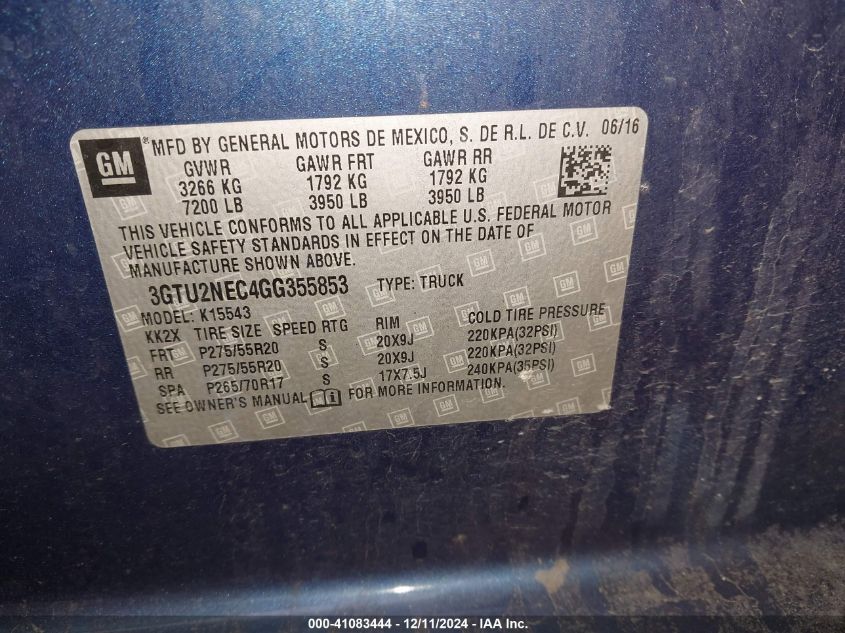 GM ® MFD BY GENERAL MOTORS DE MEXICO, S. DE R.L. DE C.V. 06/16
GVWR GAWR FRT GAWR RR
3266 KG 1792 KG 1792 KG
7200 LB 3950 LB 3950 LB
THIS VEHICLE CONFORMS TO ALL APPLICABLE U.S. FEDERAL MOTOR
VEHICLE SAFETY STANDARDS IN EFFECT ON THE DATE OF
MANUFACTURE SHOWN ABOVE.
3GTU2NEC4GG355853 TYPE: TRUCK
MODEL: K15543
KK2X TIRE SIZE SPEED RTG RIM COLD TIRE PRESSURE
FRT P275/55R20 S 20X9J 220KPA(32PSI)
RR P275/55R20 S 20X9J 220KPA(32PSI)
SPA P265/70R17 S 17X7.5J 240KPA(35PSI)
SEE OWNER'S MANUAL FOR MORE INFORMATION.
000-41083444 - 12/11/2024 - IAA Inc.